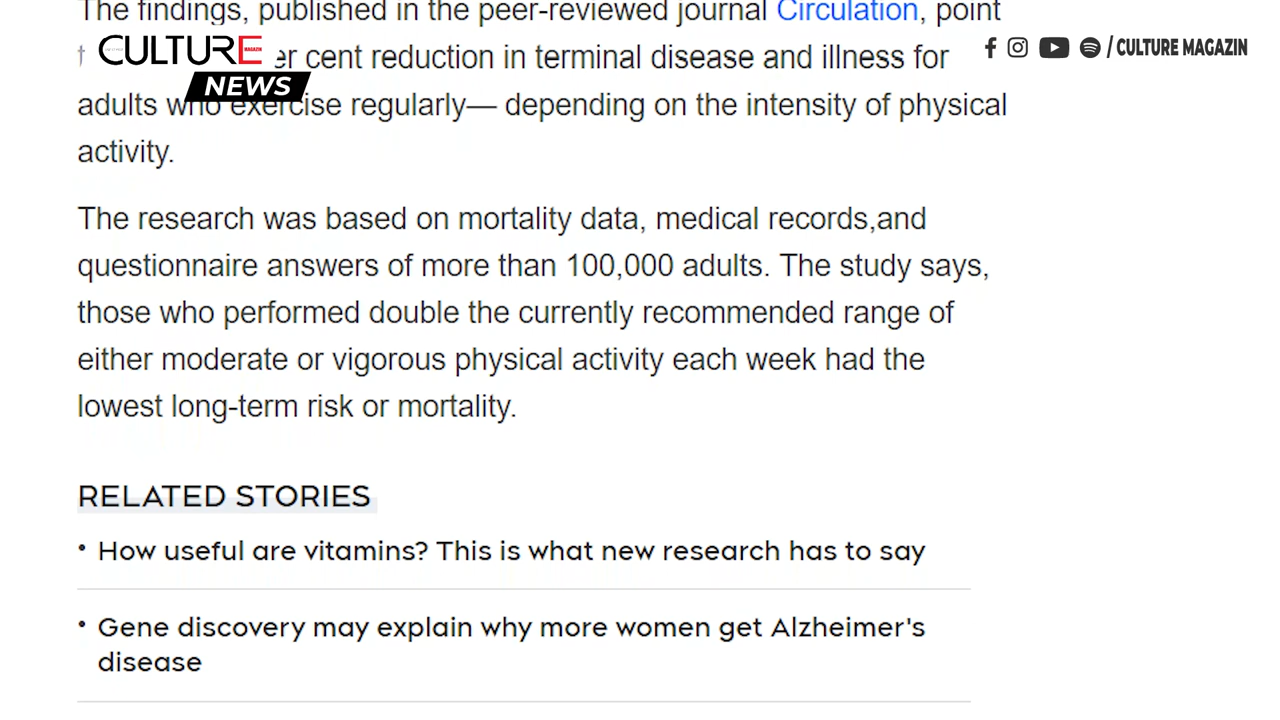 The findings, published in the peer-reviewed journal Circulation, point
CULTURE MAGAZIN
NEWS
/ CULTURE MAGAZIN
cent reduction in terminal disease and illness for
adults who exercise regularly— depending on the intensity of physical
activity.
The research was based on mortality data, medical records,and
questionnaire answers of more than 100,000 adults. The study says,
those who performed double the currently recommended range of
either moderate or vigorous physical activity each week had the
lowest long-term risk or mortality.
RELATED STORIES
• How useful are vitamins? This is what new research has to say
• Gene discovery may explain why more women get Alzheimer's
disease